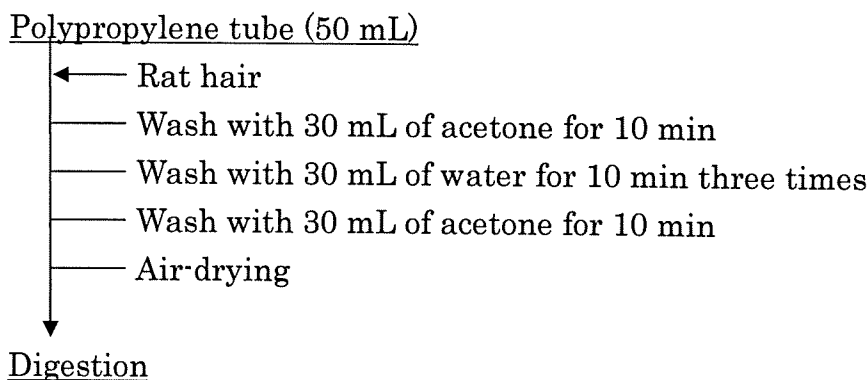 Polypropylene tube (50 mL)
Rat hair
Wash with 30 mL of acetone for 10 min
Wash with 30 mL of water for 10 min three times
Wash with 30 mL of acetone for 10 min
Air-drying
Digestion